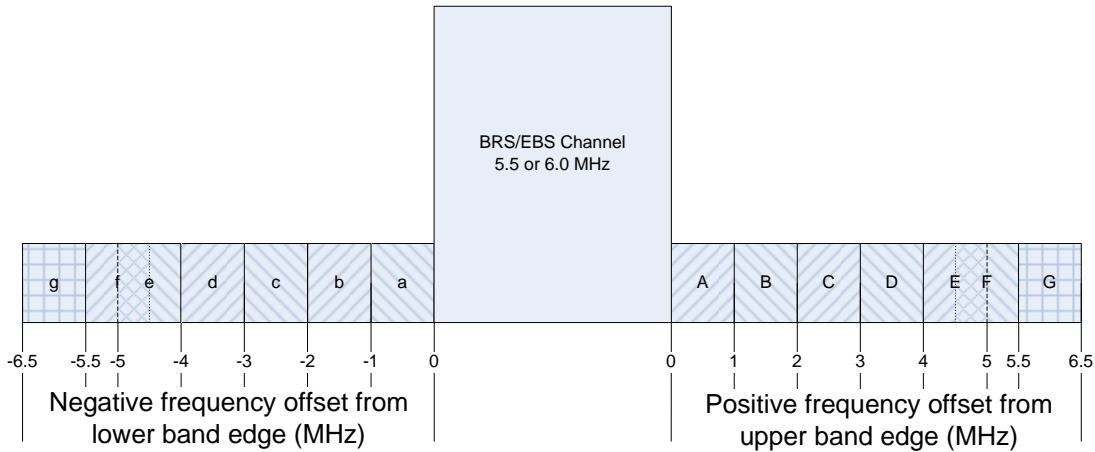 BRS/EBS Channel
5.5 or 6.0 MHz
g f e d c b a A B C D E F G
-6.5 -5.5 -5 -4 -3 -2 -1 0 0 1 2 3 4 5 5.5 6.5
Negative frequency offset from
lower band edge (MHz)
Positive frequency offset from
upper band edge (MHz)